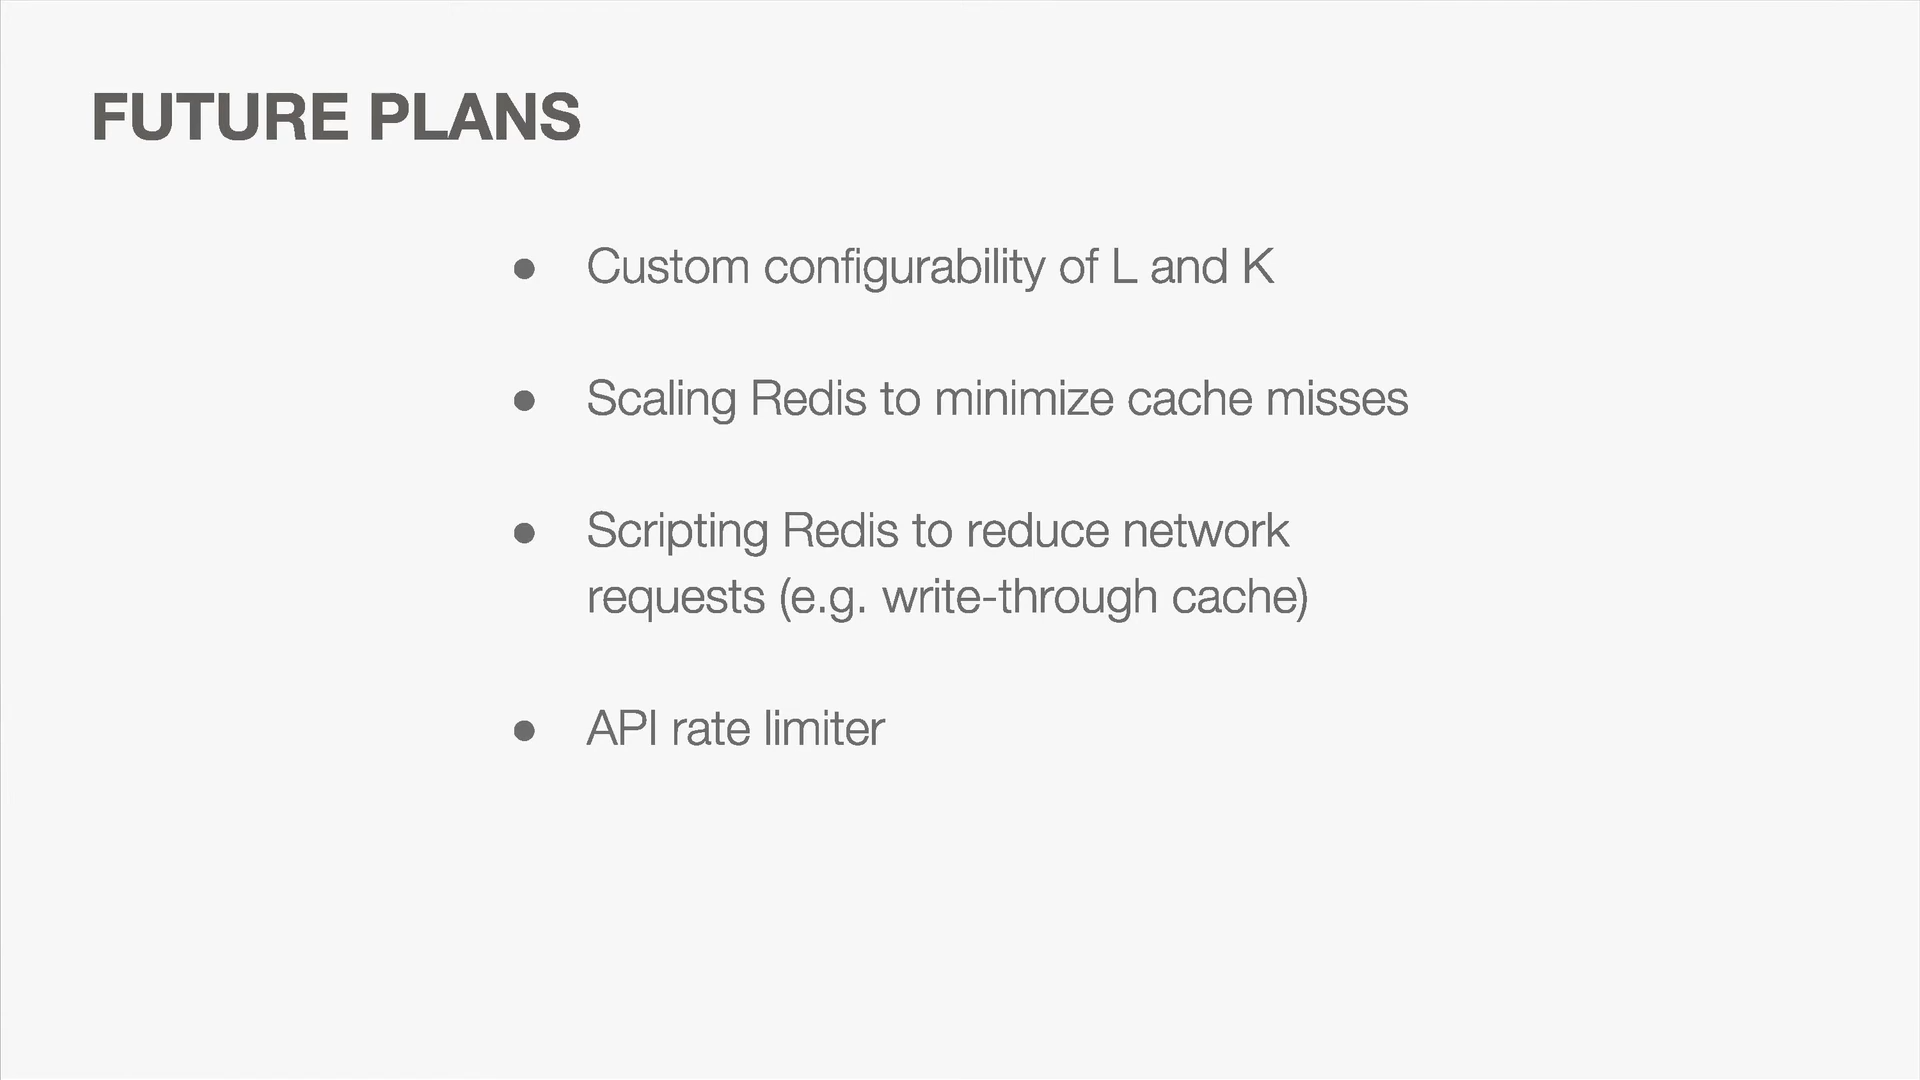 FUTURE PLANS
● Custom configurability of L and K
● Scaling Redis to minimize cache misses
● Scripting Redis to reduce network
requests (e.g. write-through cache)
● API rate limiter